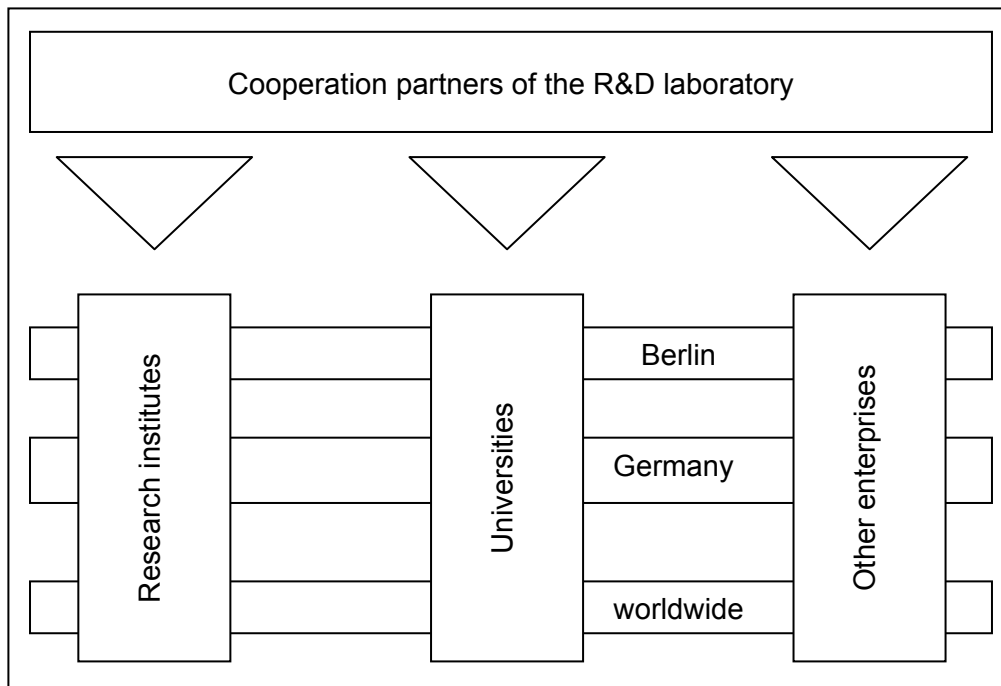 Cooperation partners of the R&D laboratory
Research institutes
Universities
Other enterprises
Berlin
Germany
worldwide